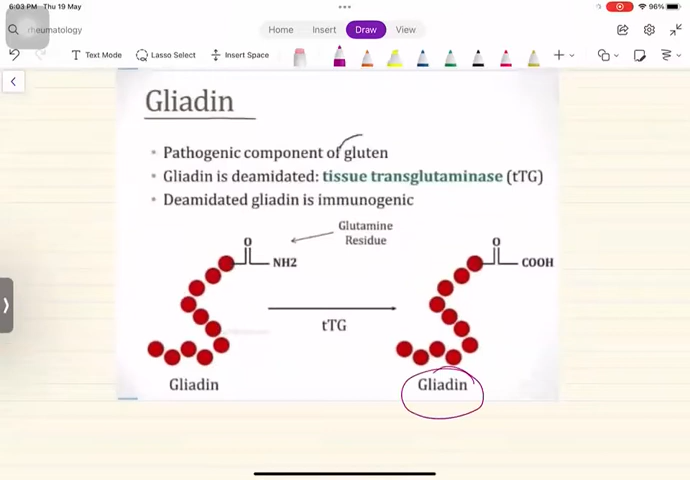 6:03 PM Thu 19 May
96%
rheumatology
Home Insert Draw View
Text Mode Lasso Select Insert Space
Gliadin
• Pathogenic component of gluten
• Gliadin is deamidated: tissue transglutaminase (tTG)
• Deamidated gliadin is immunogenic
Glutamine
Residue
O
NH2
O
COOH
tTG
Gliadin
Gliadin